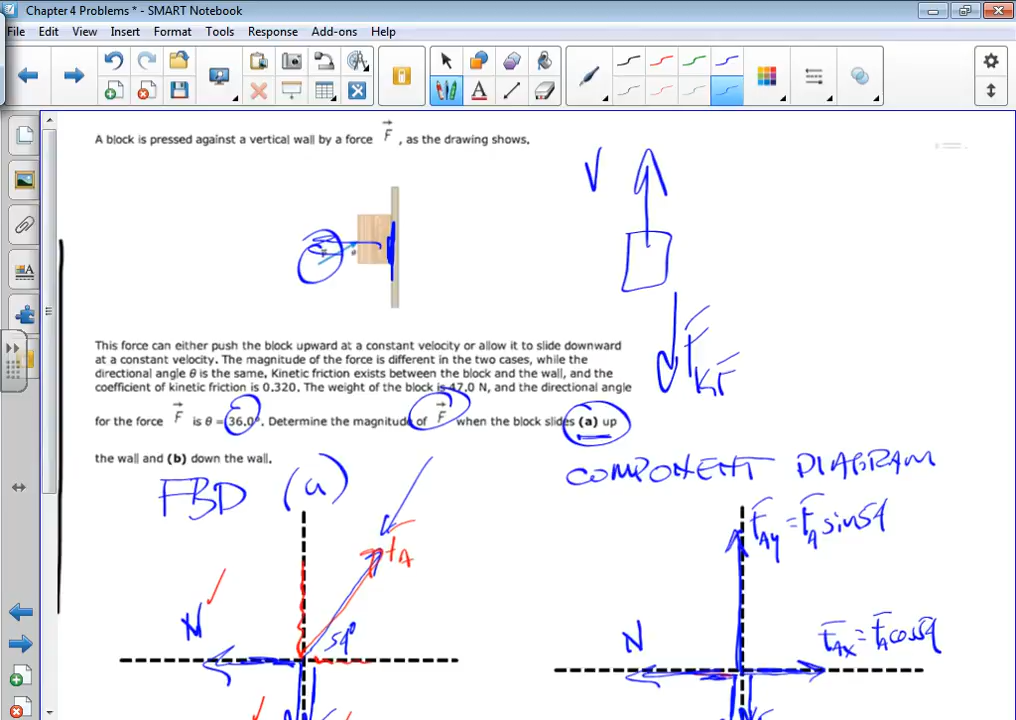 Chapter 4 Problems * - SMART Notebook
File Edit View Insert Format Tools Response Add-ons Help
A block is pressed against a vertical wall by a force F, as the drawing shows.
V
F
θ
F KF
This force can either push the block upward at a constant velocity or allow it to slide downward
at a constant velocity. The magnitude of the force is different in the two cases, while the
directional angle θ is the same. Kinetic friction exists between the block and the wall, and the
coefficient of kinetic friction is 0.320. The weight of the block is 47.0 N, and the directional angle
for the force F is θ = 36.0°. Determine the magnitude of F when the block slides (a) up
the wall and (b) down the wall.
FBD (a)
COMPONENT DIAGRAM
FAy = FA sin54
FA
N
54°
N
FAx = FA cos54